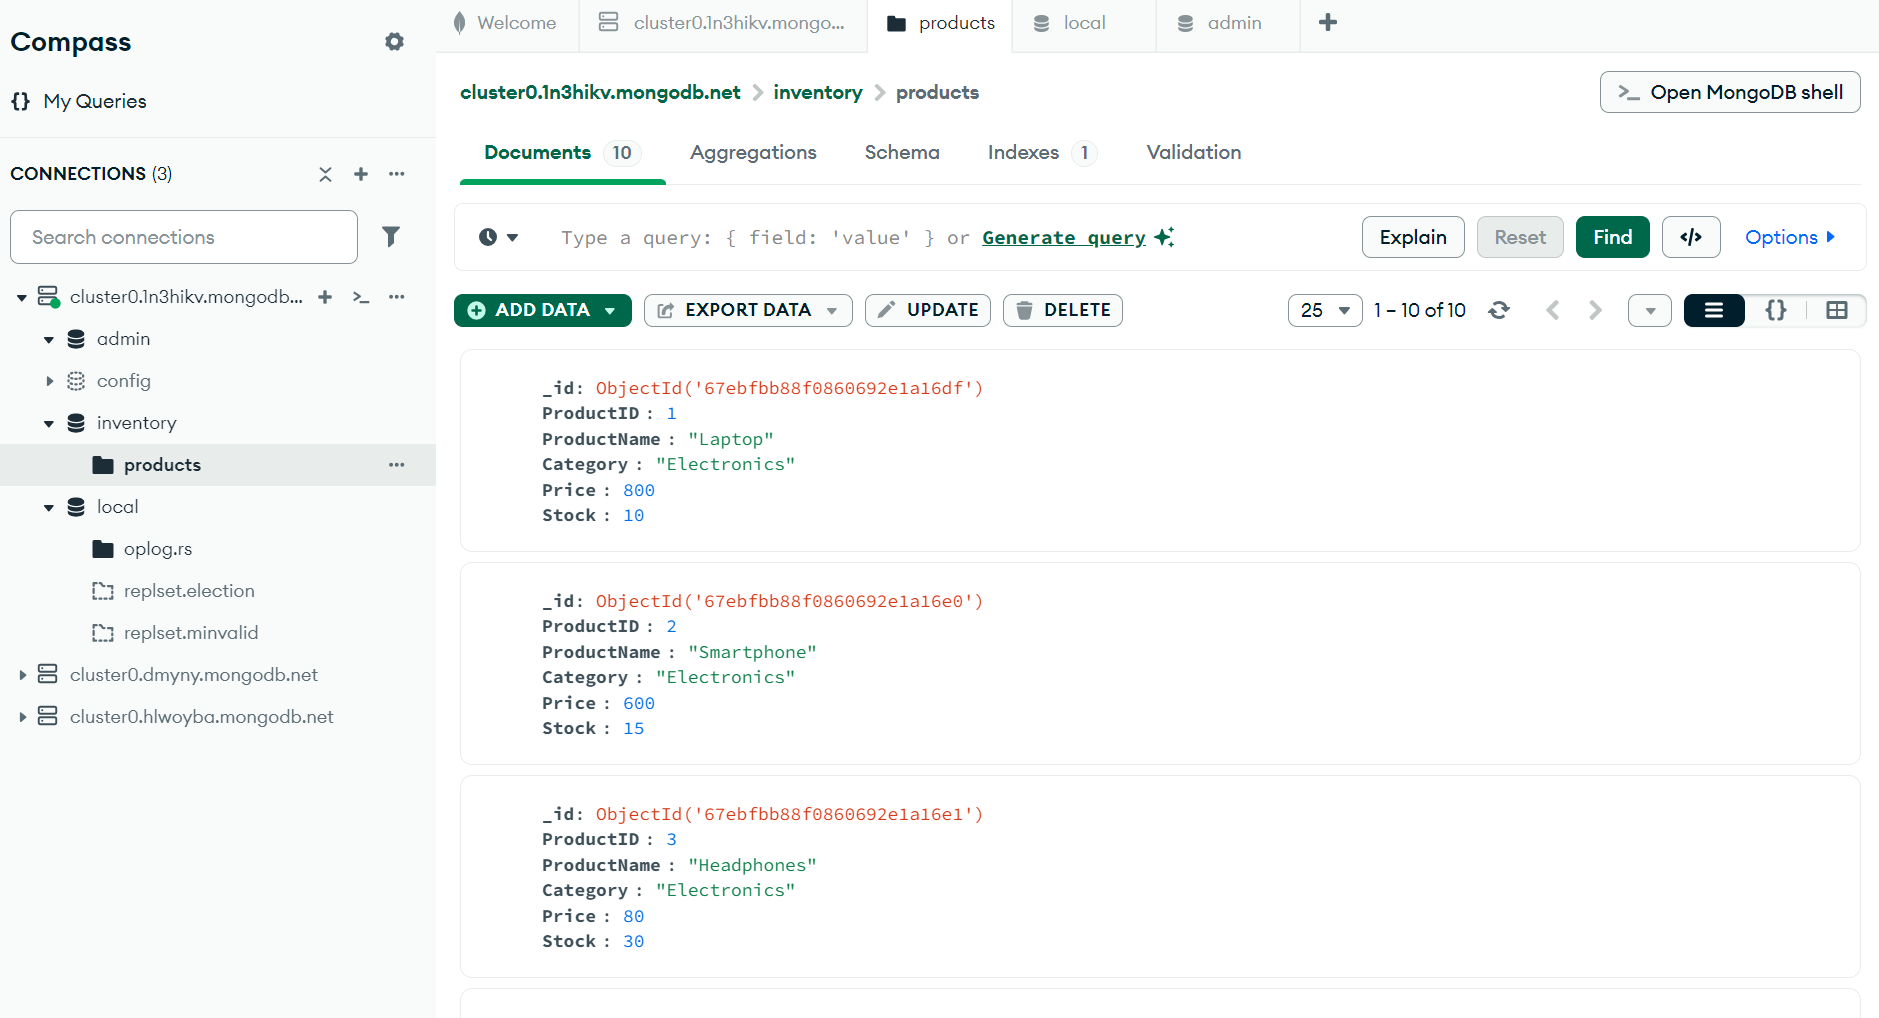 Compass
{} My Queries
CONNECTIONS (3)
Search connections
cluster0.1n3hikv.mongodb...
admin
config
inventory
products
local
oplog.rs
replset.election
replset.minvalid
cluster0.dmyny.mongodb.net
cluster0.hlwoyba.mongodb.net
Welcome
cluster0.1n3hikv.mongo...
products
local
admin
cluster0.1n3hikv.mongodb.net > inventory > products
>_ Open MongoDB shell
Documents 10 Aggregations Schema Indexes 1 Validation
Type a query: { field: 'value' } or Generate query
Explain Reset Find </> Options
ADD DATA EXPORT DATA UPDATE DELETE
25 1 – 10 of 10 {}
_id: ObjectId('67ebfbb88f0860692e1a16df')
ProductID : 1
ProductName : "Laptop"
Category : "Electronics"
Price : 800
Stock : 10
_id: ObjectId('67ebfbb88f0860692e1a16e0')
ProductID : 2
ProductName : "Smartphone"
Category : "Electronics"
Price : 600
Stock : 15
_id: ObjectId('67ebfbb88f0860692e1a16e1')
ProductID : 3
ProductName : "Headphones"
Category : "Electronics"
Price : 80
Stock : 30